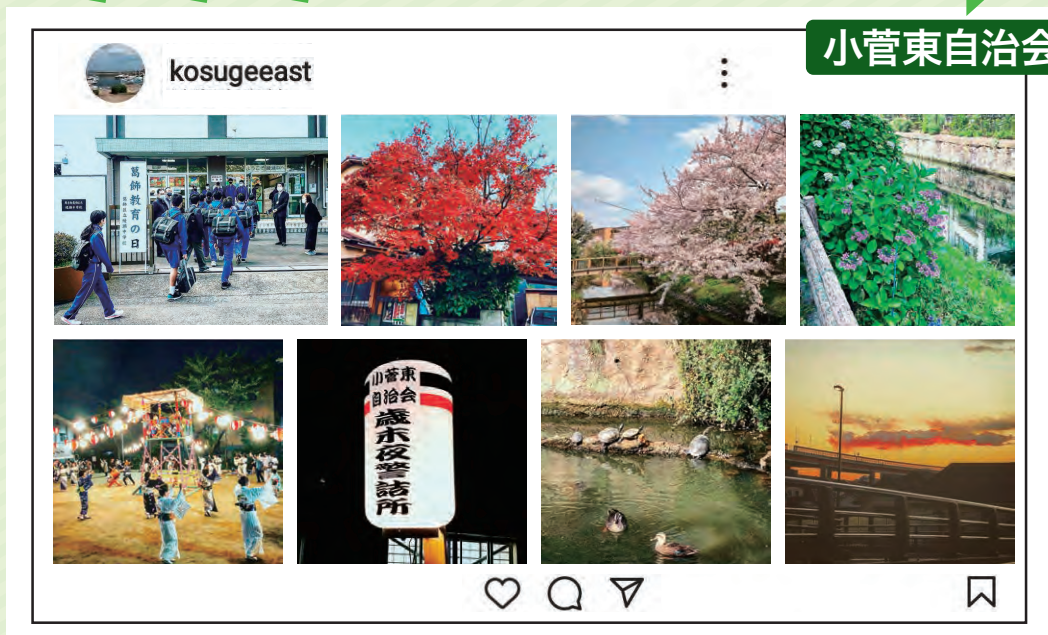 小菅東自治会
kosugeeast
葛飾教育の日
小菅東
自治会
歳末夜警詰所